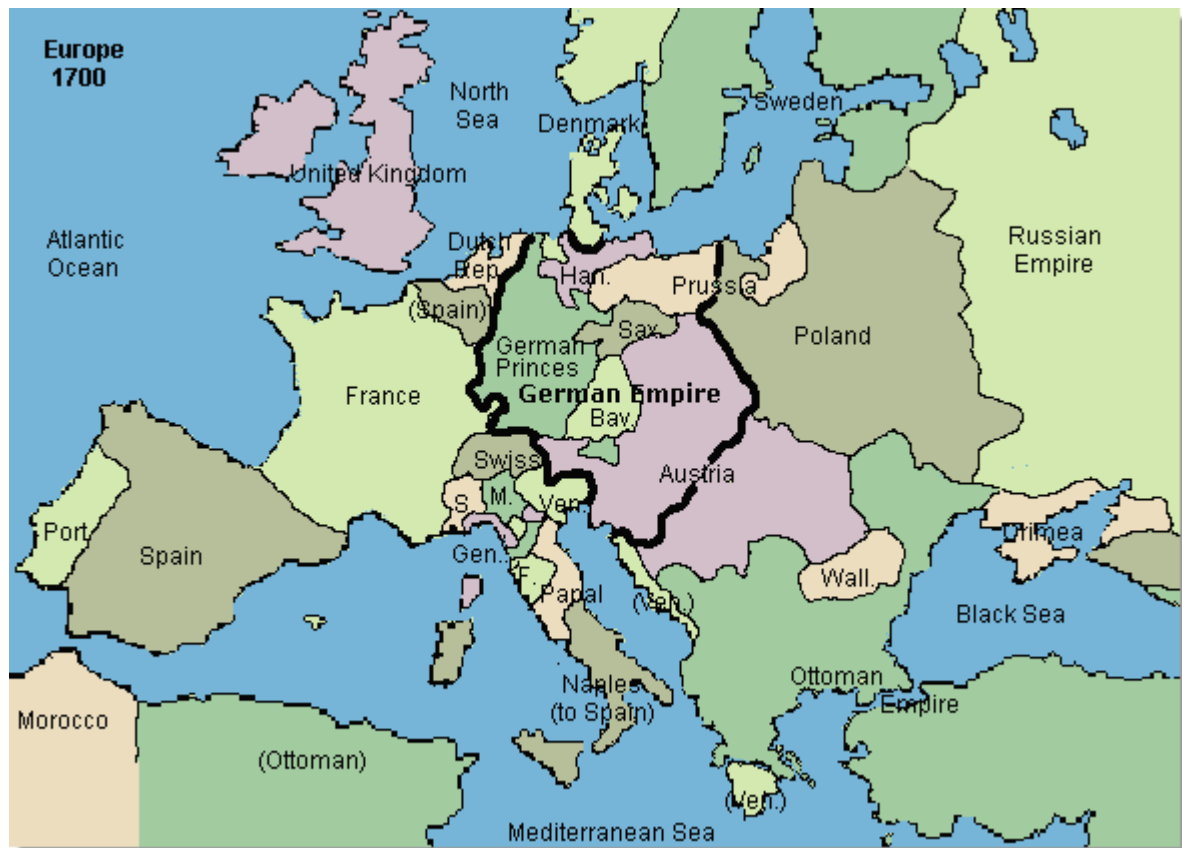 Europe
1700
North
Sea
Sweden
Denmark
United Kingdom
Atlantic
Ocean
Dutch
Rep.
Russian
Empire
Han.
Prussia
(Spain)
Sax.
Poland
German
Princes
France
German Empire
Bav.
Swiss
Austria
S.
M.
Ven.
Port.
Spain
Gen.
Crimea
F.
Papal
Wall.
(Ven.)
Black Sea
Naples
(to Spain)
Ottoman
Empire
Morocco
(Ottoman)
(Ven.)
Mediterranean Sea